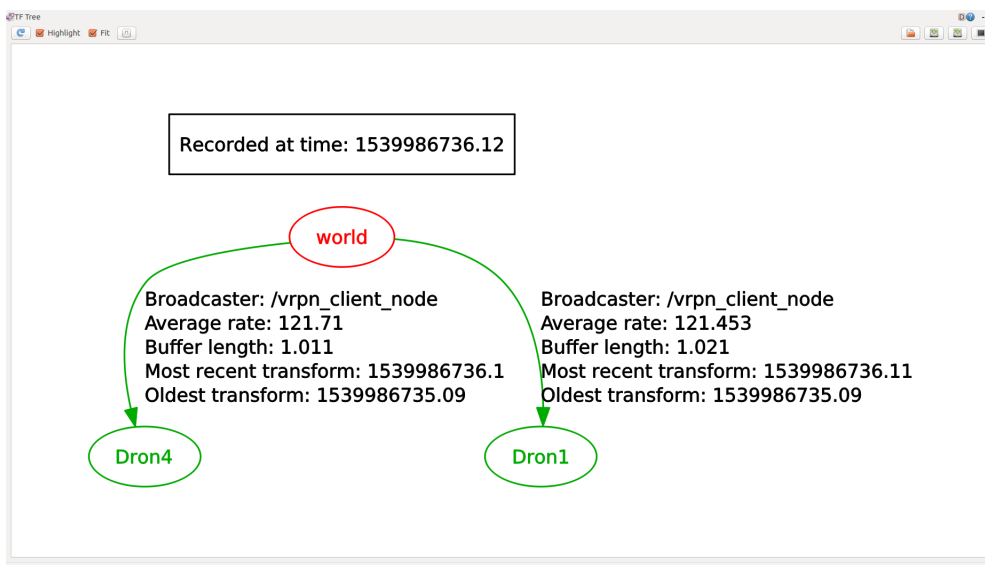 TF Tree
D
Highlight Fit
Recorded at time: 1539986736.12
world
Broadcaster: /vrpn_client_node
Average rate: 121.71
Buffer length: 1.011
Most recent transform: 1539986736.1
Oldest transform: 1539986735.09
Broadcaster: /vrpn_client_node
Average rate: 121.453
Buffer length: 1.021
Most recent transform: 1539986736.11
Oldest transform: 1539986735.09
Dron4
Dron1